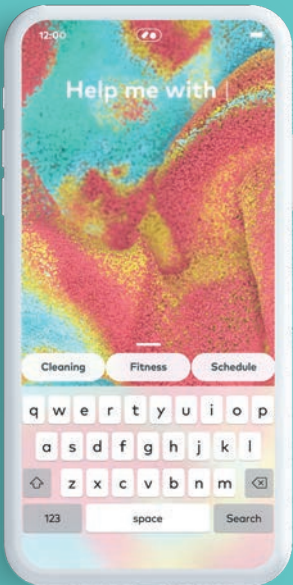 12:00
Help me with
Cleaning Fitness Schedule
q w e r t y u i o p
a s d f g h j k l
z x c v b n m
123 space Search